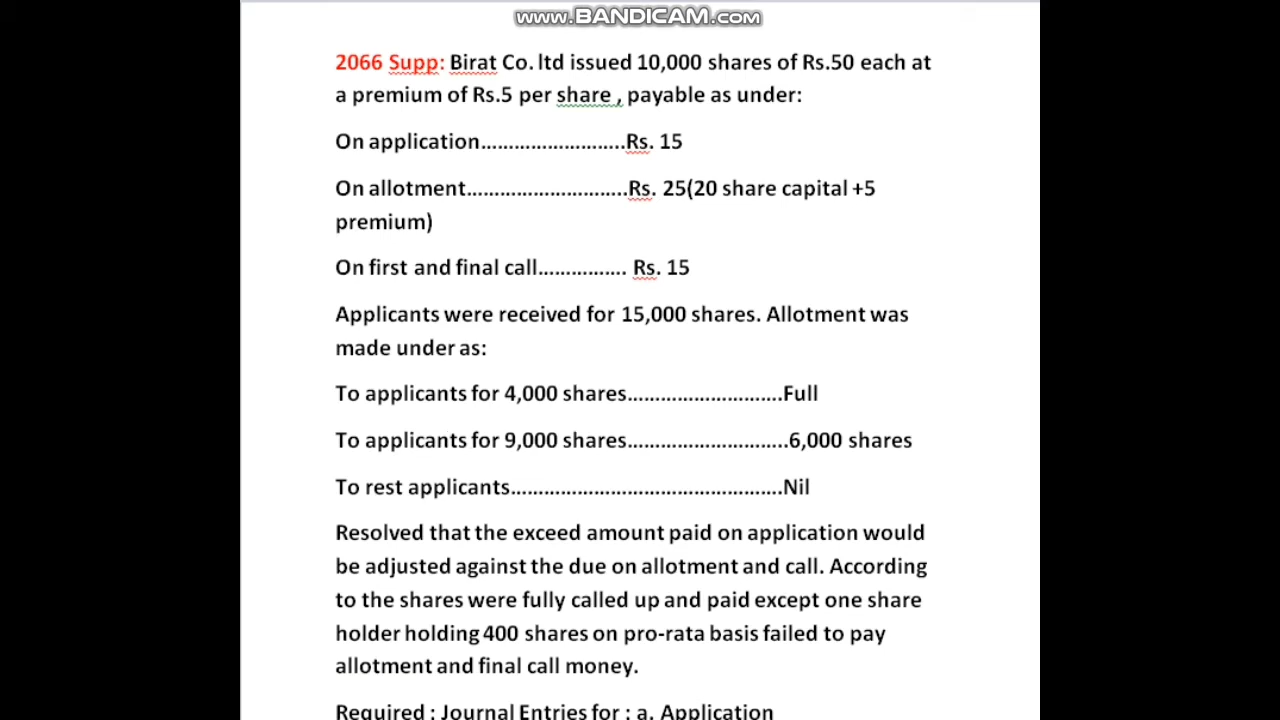 www.BANDICAM.com
2066 Supp: Birat Co. ltd issued 10,000 shares of Rs.50 each at
a premium of Rs.5 per share , payable as under:
On application..........................Rs. 15
On allotment.............................Rs. 25(20 share capital +5
premium)
On first and final call................ Rs. 15
Applicants were received for 15,000 shares. Allotment was
made under as:
To applicants for 4,000 shares............................Full
To applicants for 9,000 shares.............................6,000 shares
To rest applicants.................................................Nil
Resolved that the exceed amount paid on application would
be adjusted against the due on allotment and call. According
to the shares were fully called up and paid except one share
holder holding 400 shares on pro-rata basis failed to pay
allotment and final call money.
Required : Journal Entries for : a. Application